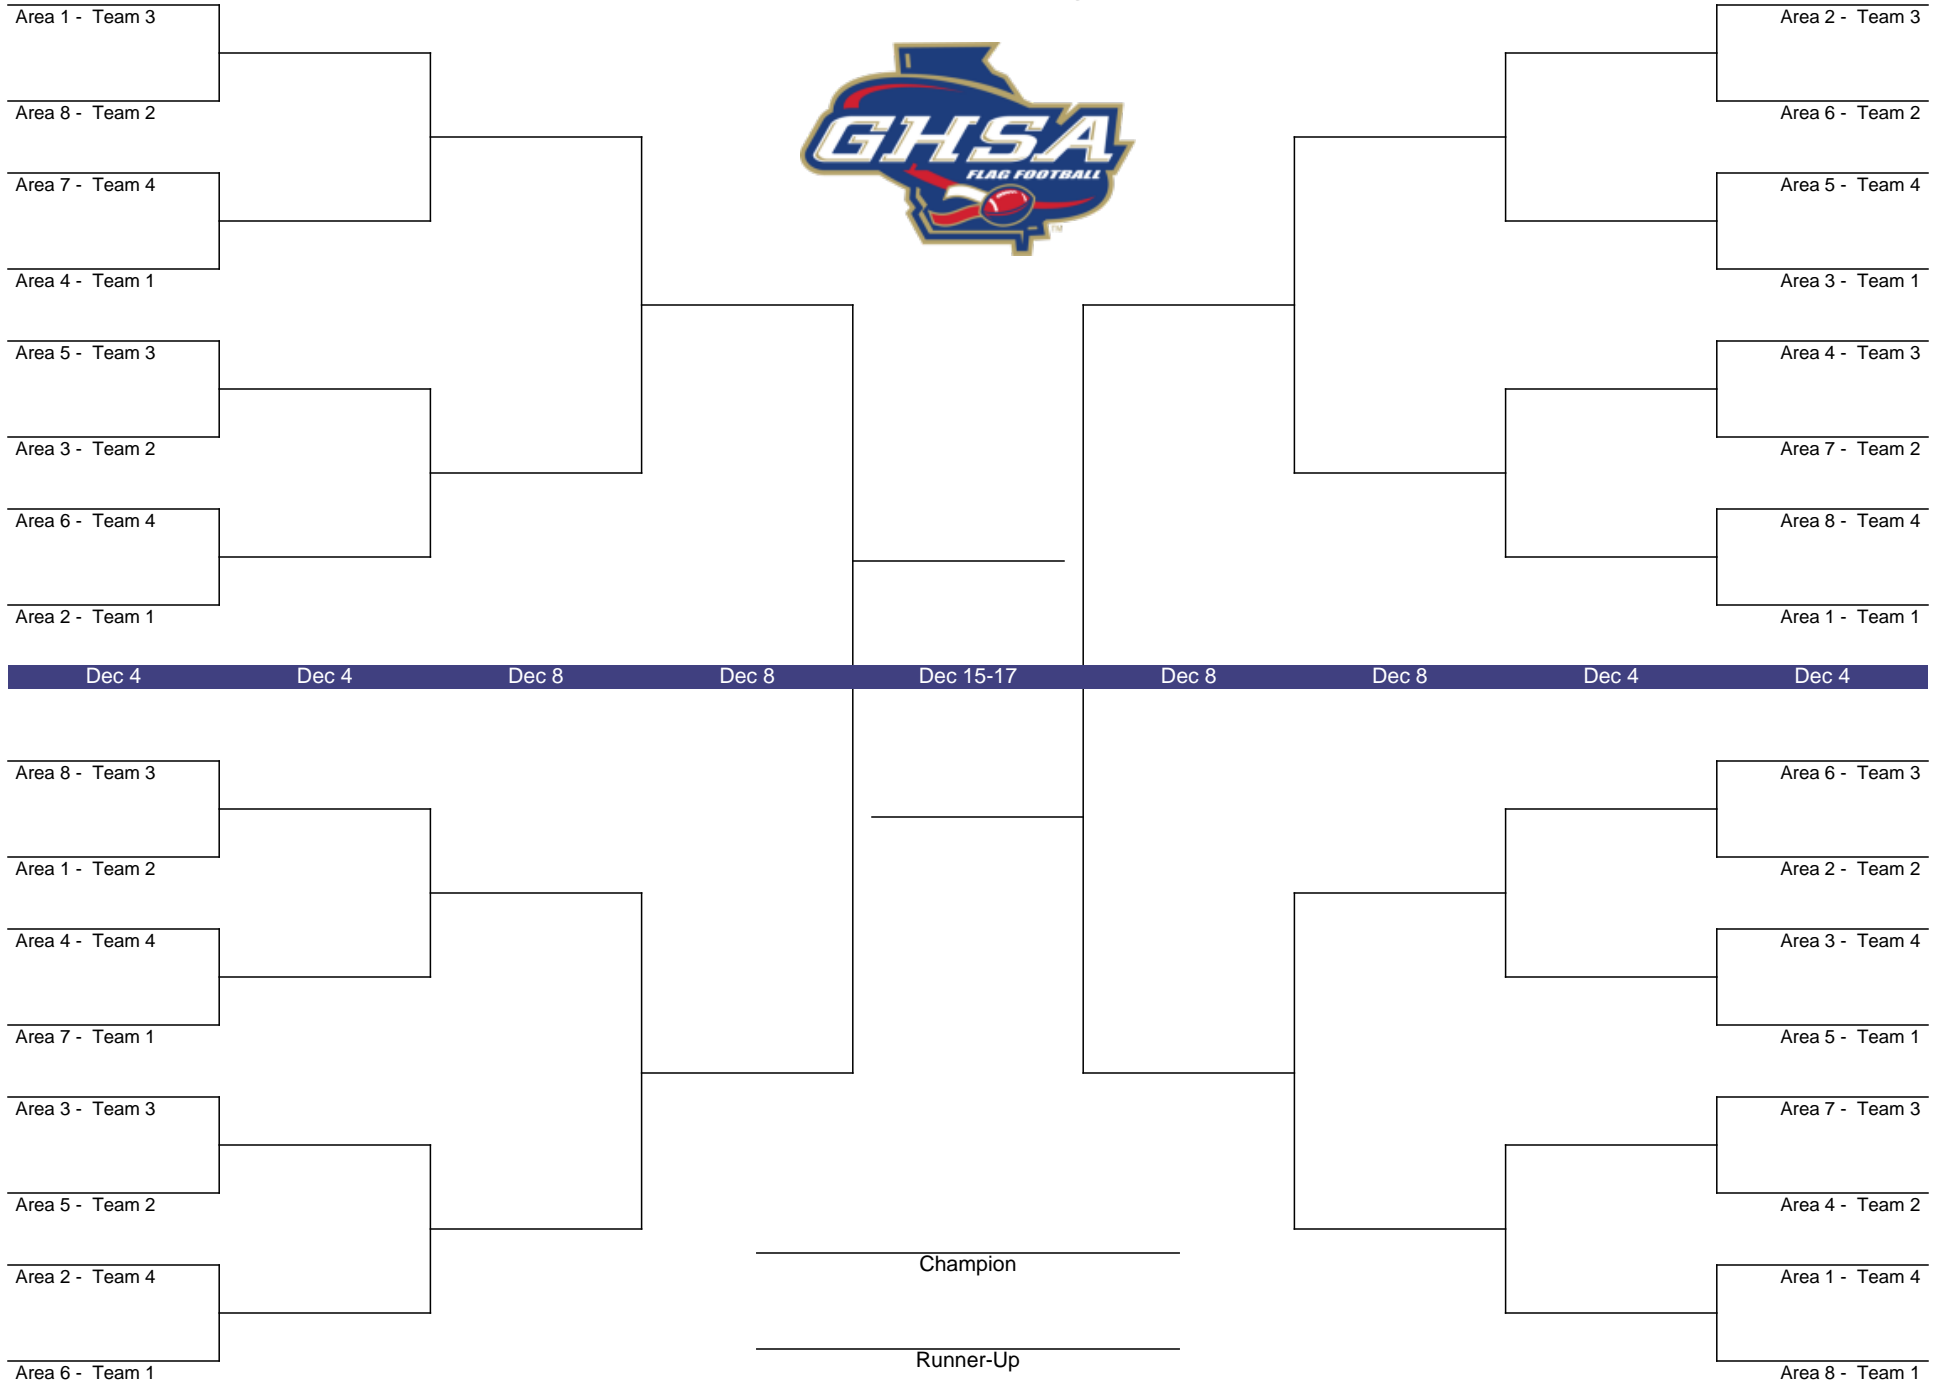 Area 1 - Team 3
Area 8 - Team 2
Area 7 - Team 4
Area 4 - Team 1
Area 5 - Team 3
Area 3 - Team 2
Area 6 - Team 4
Area 2 - Team 1
GHSA
FLAG FOOTBALL
TM
Area 2 - Team 3
Area 6 - Team 2
Area 5 - Team 4
Area 3 - Team 1
Area 4 - Team 3
Area 7 - Team 2
Area 8 - Team 4
Area 1 - Team 1
Dec 4 Dec 4 Dec 8 Dec 8 Dec 15-17 Dec 8 Dec 8 Dec 4 Dec 4
Area 8 - Team 3
Area 1 - Team 2
Area 4 - Team 4
Area 7 - Team 1
Area 3 - Team 3
Area 5 - Team 2
Area 2 - Team 4
Area 6 - Team 1
Champion
Runner-Up
Area 6 - Team 3
Area 2 - Team 2
Area 3 - Team 4
Area 5 - Team 1
Area 7 - Team 3
Area 4 - Team 2
Area 1 - Team 4
Area 8 - Team 1